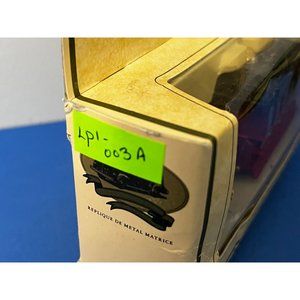 LP1-
003A
REPLIQUE DE METAL MATRICE